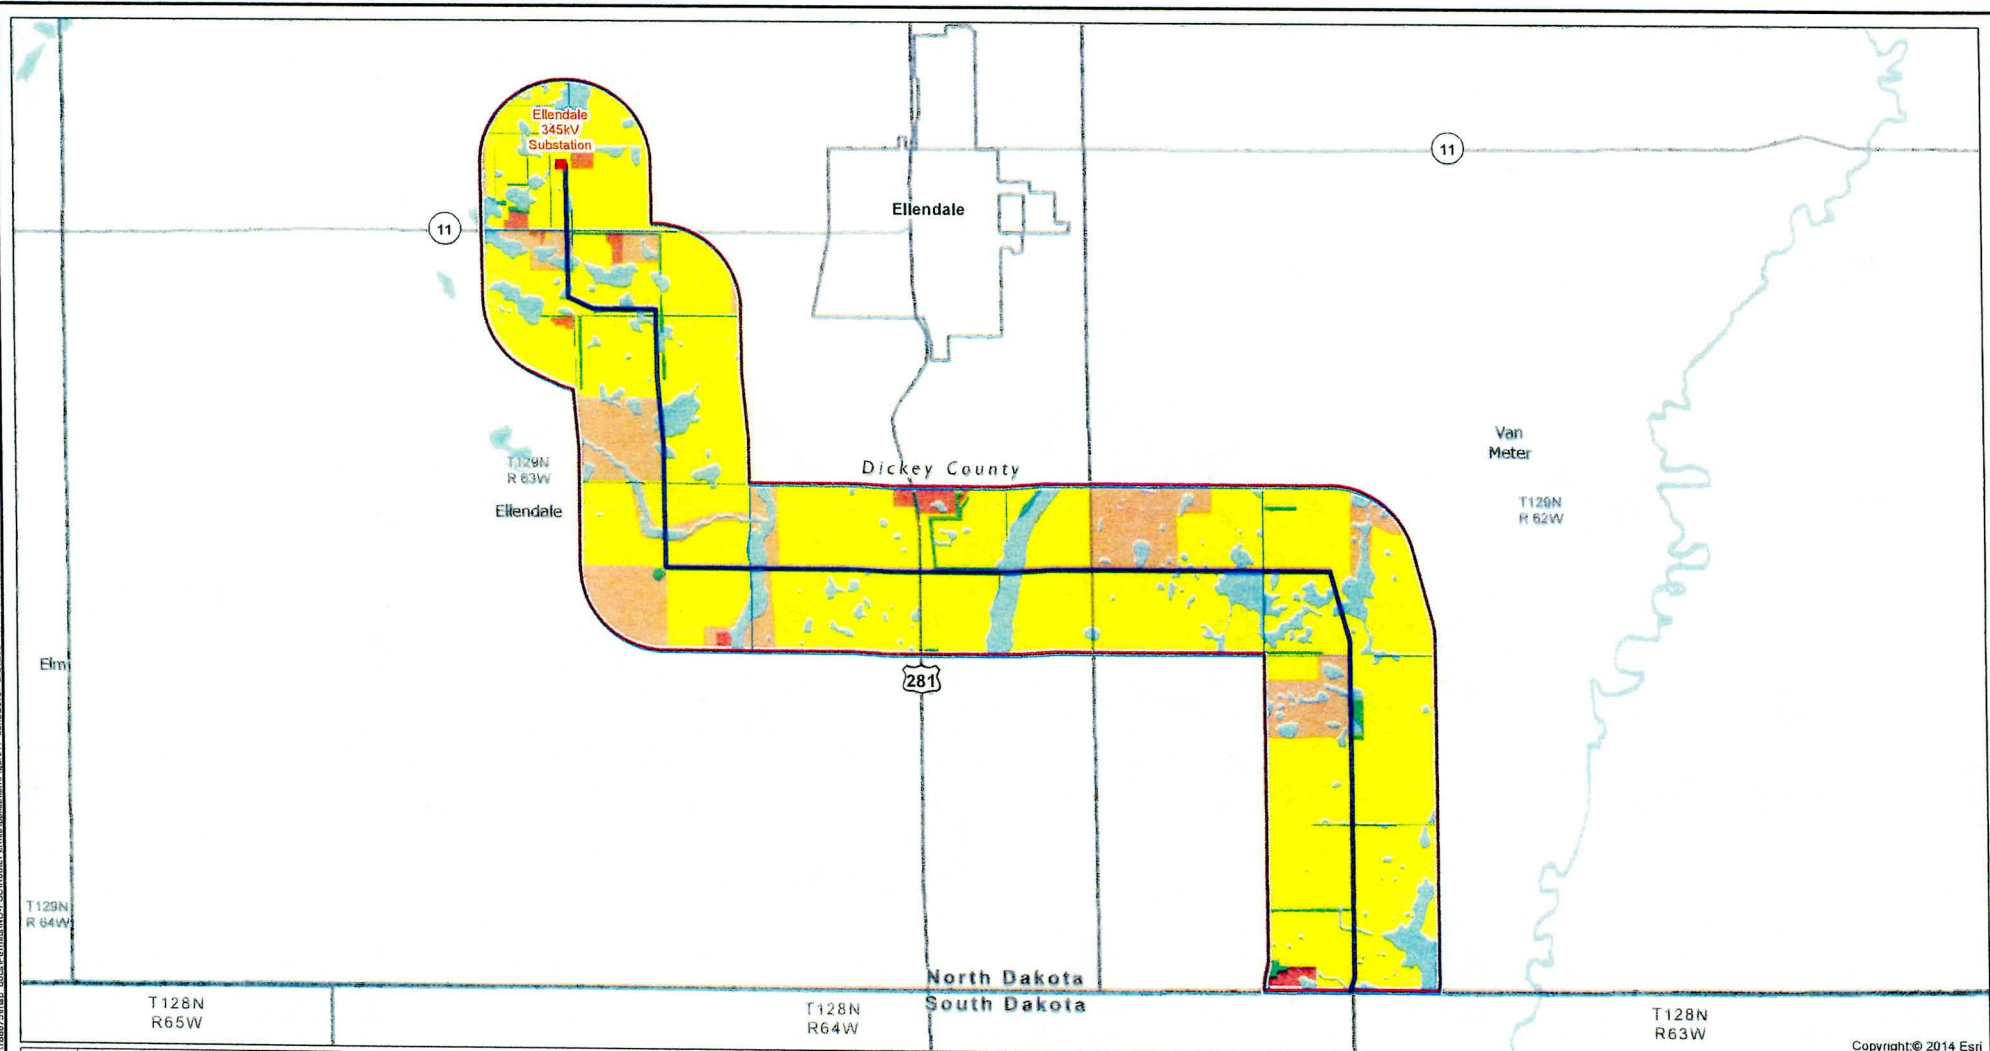 Ellendale
345kV
Substation
11
11
Ellendale
Van
Meter
Dickey County
T129N
R 63W
Ellendale
T129N
R 62W
Elm
281
T129N
R 64W
North Dakota
South Dakota
T128N
R65W
T128N
R64W
T128N
R63W
Copyright:© 2014 Esri